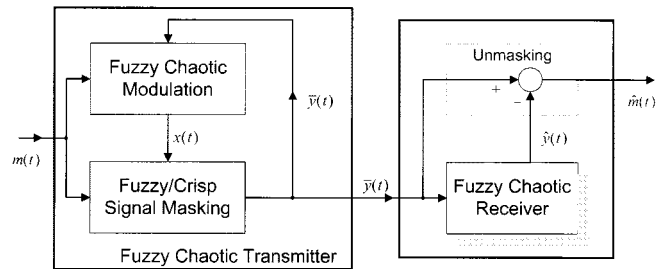 Fuzzy Chaotic
Modulation
ȳ(t)
x(t)
m(t)
Fuzzy/Crisp
Signal Masking
Fuzzy Chaotic Transmitter
ȳ(t)
Unmasking
+
−
m̂(t)
ŷ(t)
Fuzzy Chaotic
Receiver